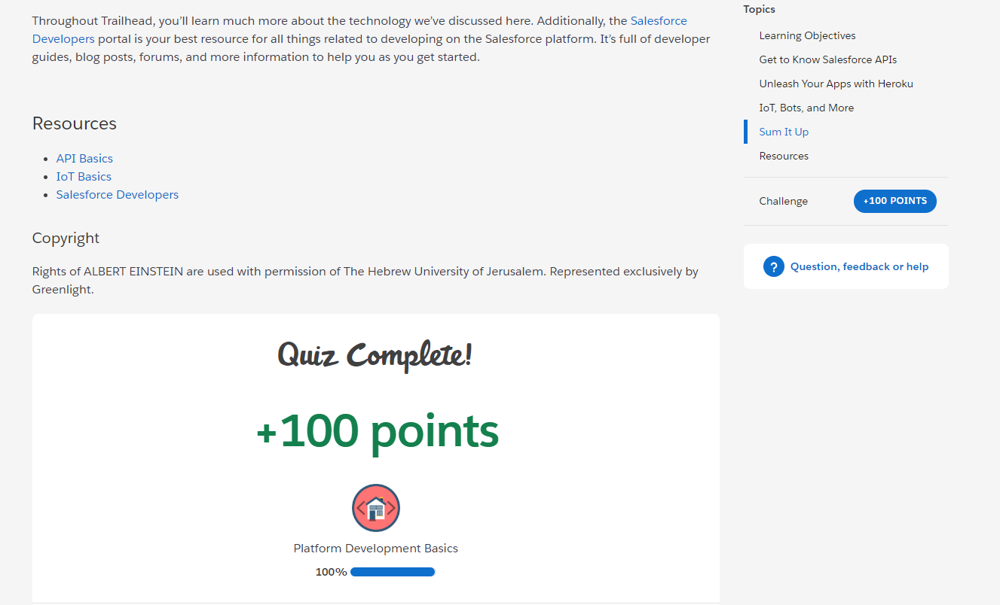 Throughout Trailhead, you’ll learn much more about the technology we’ve discussed here. Additionally, the Salesforce
Developers portal is your best resource for all things related to developing on the Salesforce platform. It’s full of developer
guides, blog posts, forums, and more information to help you as you get started.
Resources
API Basics
IoT Basics
Salesforce Developers
Copyright
Rights of ALBERT EINSTEIN are used with permission of The Hebrew University of Jerusalem. Represented exclusively by
Greenlight.
Quiz Complete!
+100 points
Platform Development Basics
100%
Topics
Learning Objectives
Get to Know Salesforce APIs
Unleash Your Apps with Heroku
IoT, Bots, and More
Sum It Up
Resources
Challenge +100 POINTS
? Question, feedback or help